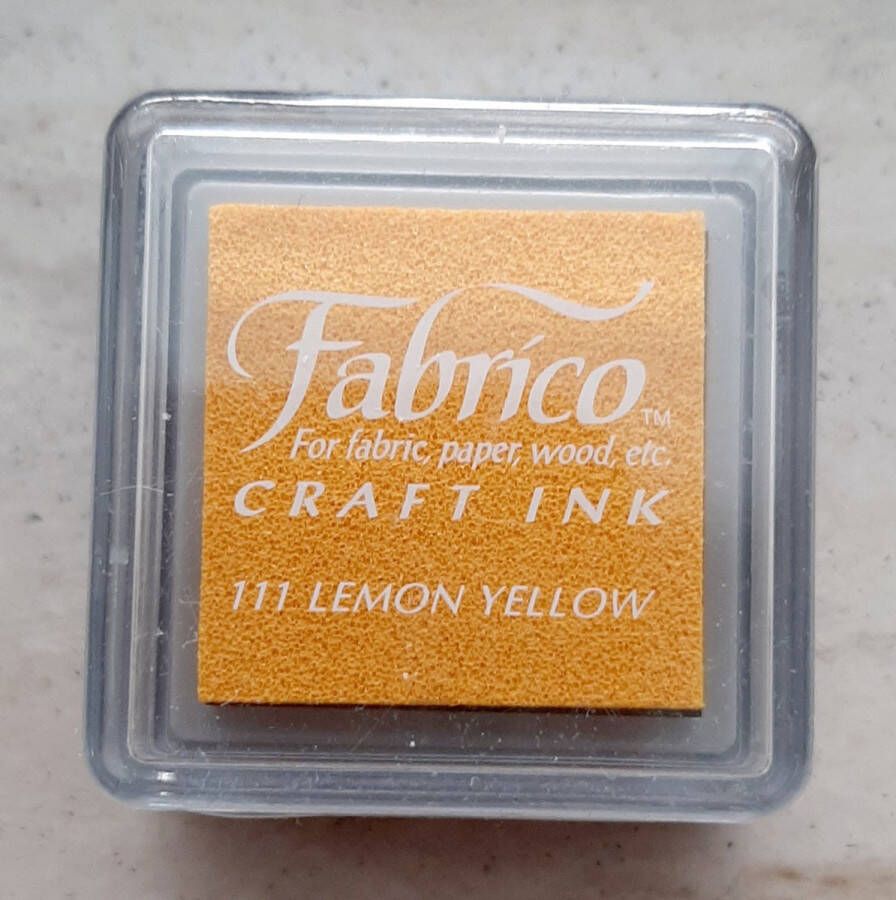 Fabrico™
For fabric, paper, wood, etc.
CRAFT INK
111 LEMON YELLOW